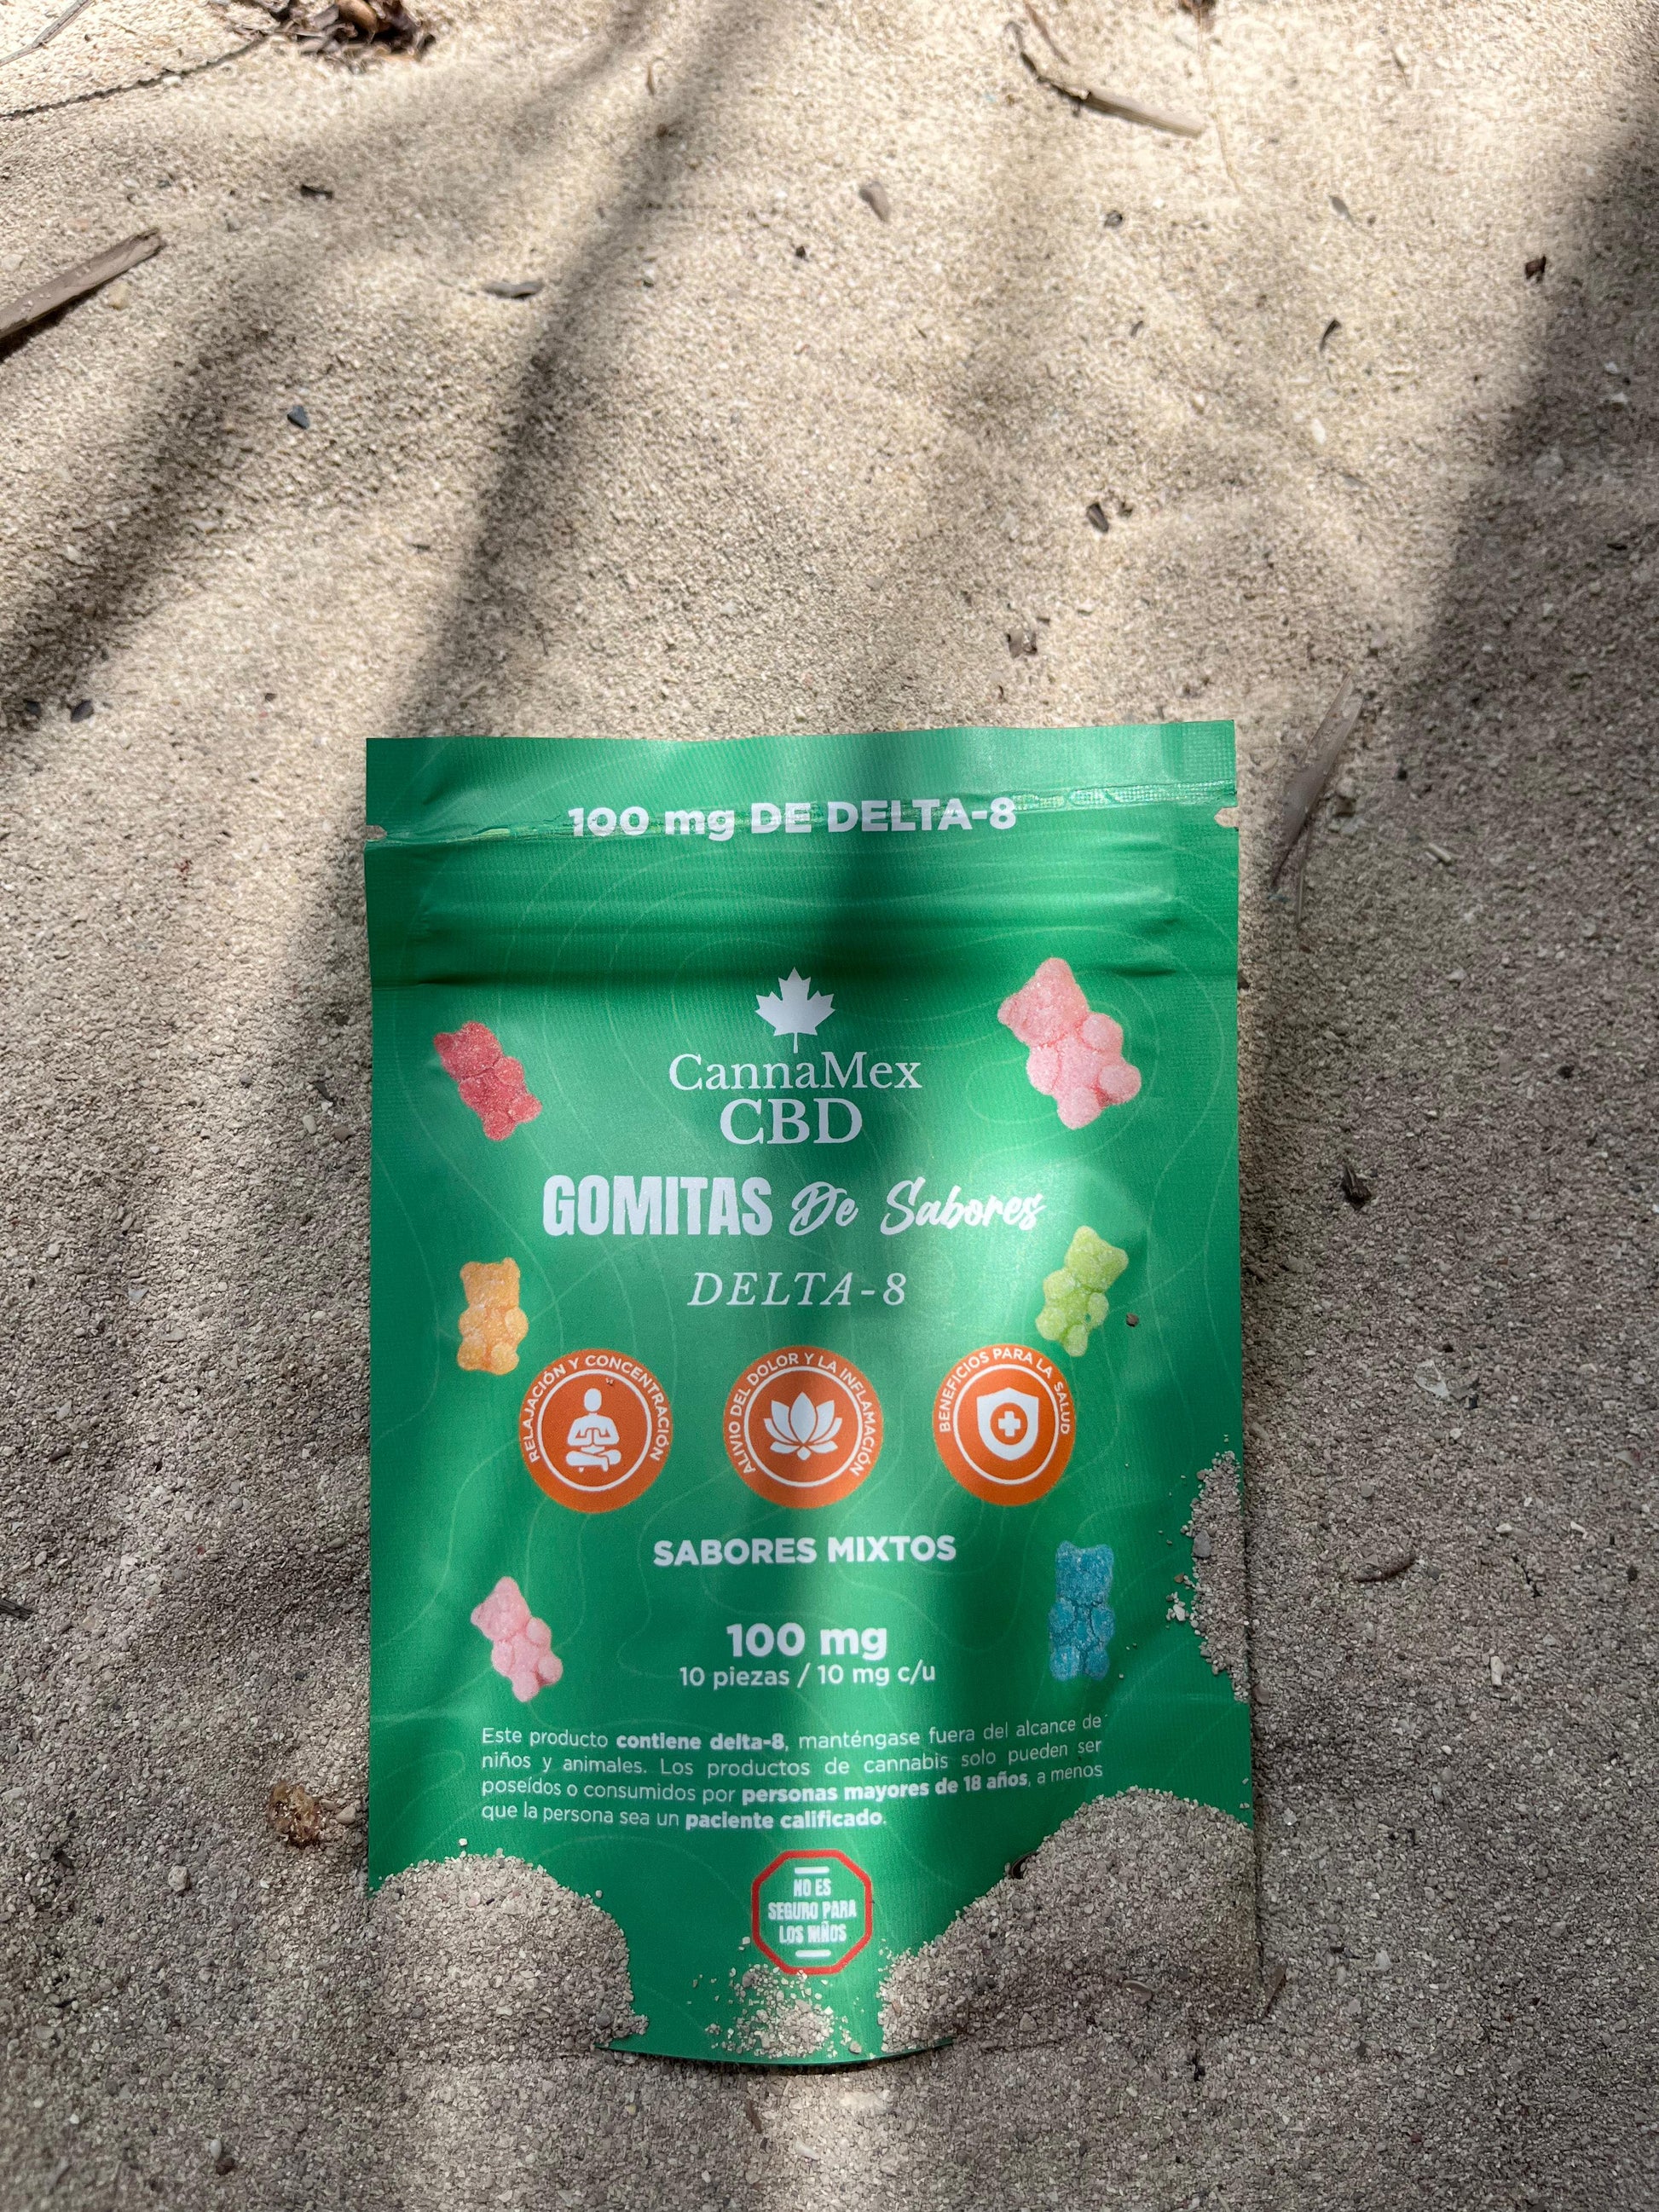 100 mg DE DELTA-8
CannaMex
CBD
GOMITAS De Sabores
DELTA-8
RELAJACIÓN Y CONCENTRACIÓN
ALIVIO DEL DOLOR Y LA INFLAMACIÓN
BENEFICIOS PARA LA SALUD
SABORES MIXTOS
100 mg
10 piezas / 10 mg c/u
Este producto contiene delta-8, manténgase fuera del alcance de
niños y animales. Los productos de cannabis solo pueden ser
poseídos o consumidos por personas mayores de 18 años, a menos
que la persona sea un paciente calificado.
NO ES
SEGURO PARA
LOS NIÑOS